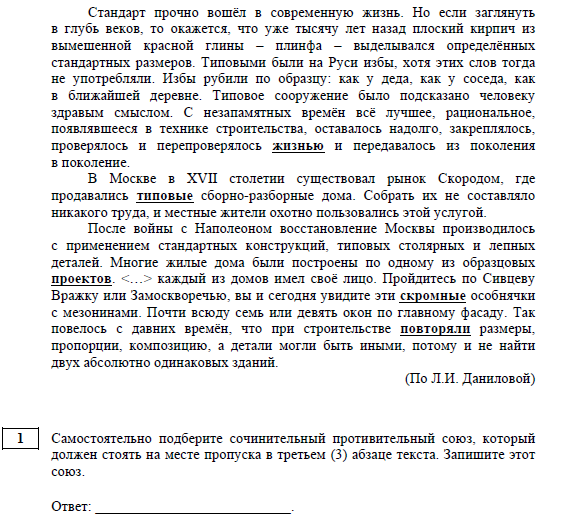 Стандарт прочно вошёл в современную жизнь. Но если заглянуть
в глубь веков, то окажется, что уже тысячу лет назад плоский кирпич из
вымешенной красной глины – плинфа – выделывался определённых
стандартных размеров. Типовыми были на Руси избы, хотя этих слов тогда
не употребляли. Избы рубили по образцу: как у деда, как у соседа, как
в ближайшей деревне. Типовое сооружение было подсказано человеку
здравым смыслом. С незапамятных времён всё лучшее, рациональное,
появлявшееся в технике строительства, оставалось надолго, закреплялось,
проверялось и перепроверялось жизнью и передавалось из поколения
в поколение.
В Москве в XVII столетии существовал рынок Скородом, где
продавались типовые сборно-разборные дома. Собрать их не составляло
никакого труда, и местные жители охотно пользовались этой услугой.
После войны с Наполеоном восстановление Москвы производилось
с применением стандартных конструкций, типовых столярных и лепных
деталей. Многие жилые дома были построены по одному из образцовых
проектов. <...> каждый из домов имел своё лицо. Пройдитесь по Сивцеву
Вражку или Замоскворечью, вы и сегодня увидите эти скромные особнячки
с мезонинами. Почти всюду семь или девять окон по главному фасаду. Так
повелось с давних времён, что при строительстве повторяли размеры,
пропорции, композицию, а детали могли быть иными, потому и не найти
двух абсолютно одинаковых зданий.
(По Л.И. Даниловой)
1 Самостоятельно подберите сочинительный противительный союз, который
должен стоять на месте пропуска в третьем (3) абзаце текста. Запишите этот
союз.
Ответ: ___________________________.